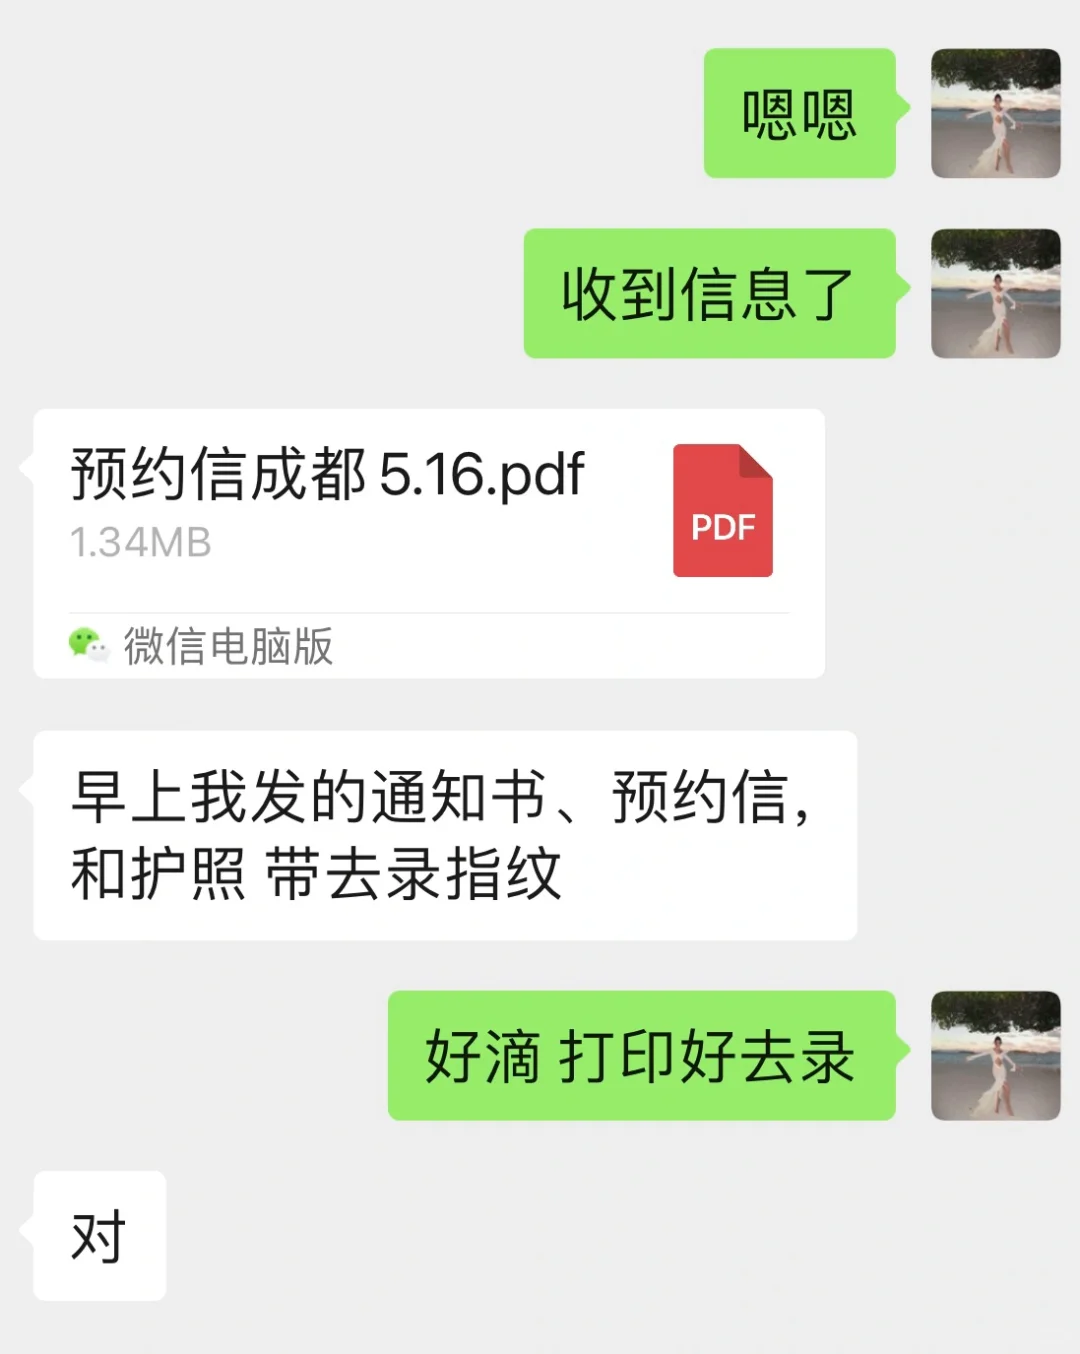 嗯嗯
收到信息了
预约信成都 5.16.pdf
1.34MB
PDF
微信电脑版
早上我发的通知书、预约信,
和护照 带去录指纹
好滴 打印好去录
对